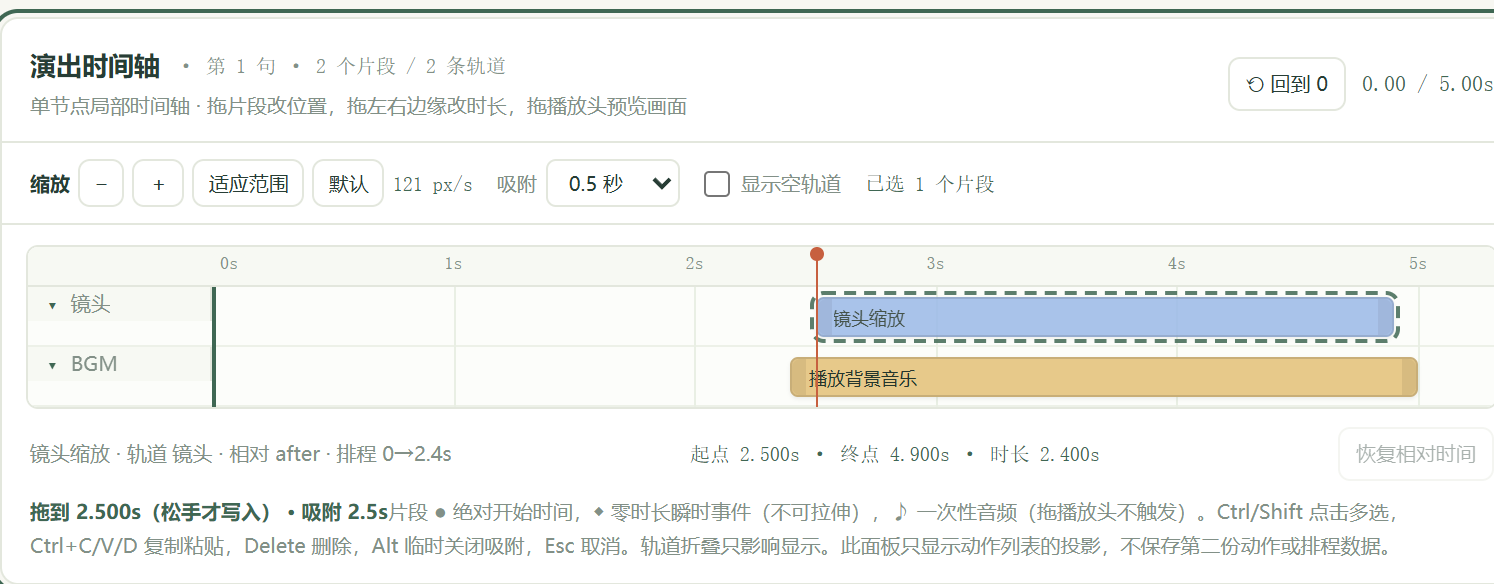 演出时间轴 • 第 1 句 • 2 个片段 / 2 条轨道
单节点局部时间轴 · 拖片段改位置，拖左右边缘改时长，拖播放头预览画面
回到 0 0.00 / 5.00s
缩放 − + 适应范围 默认 121 px/s 吸附 0.5 秒 显示空轨道 已选 1 个片段
0s 1s 2s 3s 4s 5s
▾ 镜头 镜头缩放
▾ BGM 播放背景音乐
镜头缩放 · 轨道 镜头 · 相对 after · 排程 0→2.4s 起点 2.500s • 终点 4.900s • 时长 2.400s 恢复相对时间
拖到 2.500s（松手才写入）• 吸附 2.5s片段 ● 绝对开始时间，◆ 零时长瞬时事件（不可拉伸），♪ 一次性音频（拖播放头不触发）。Ctrl/Shift 点击多选，
Ctrl+C/V/D 复制粘贴，Delete 删除，Alt 临时关闭吸附，Esc 取消。轨道折叠只影响显示。此面板只显示动作列表的投影，不保存第二份动作或排程数据。